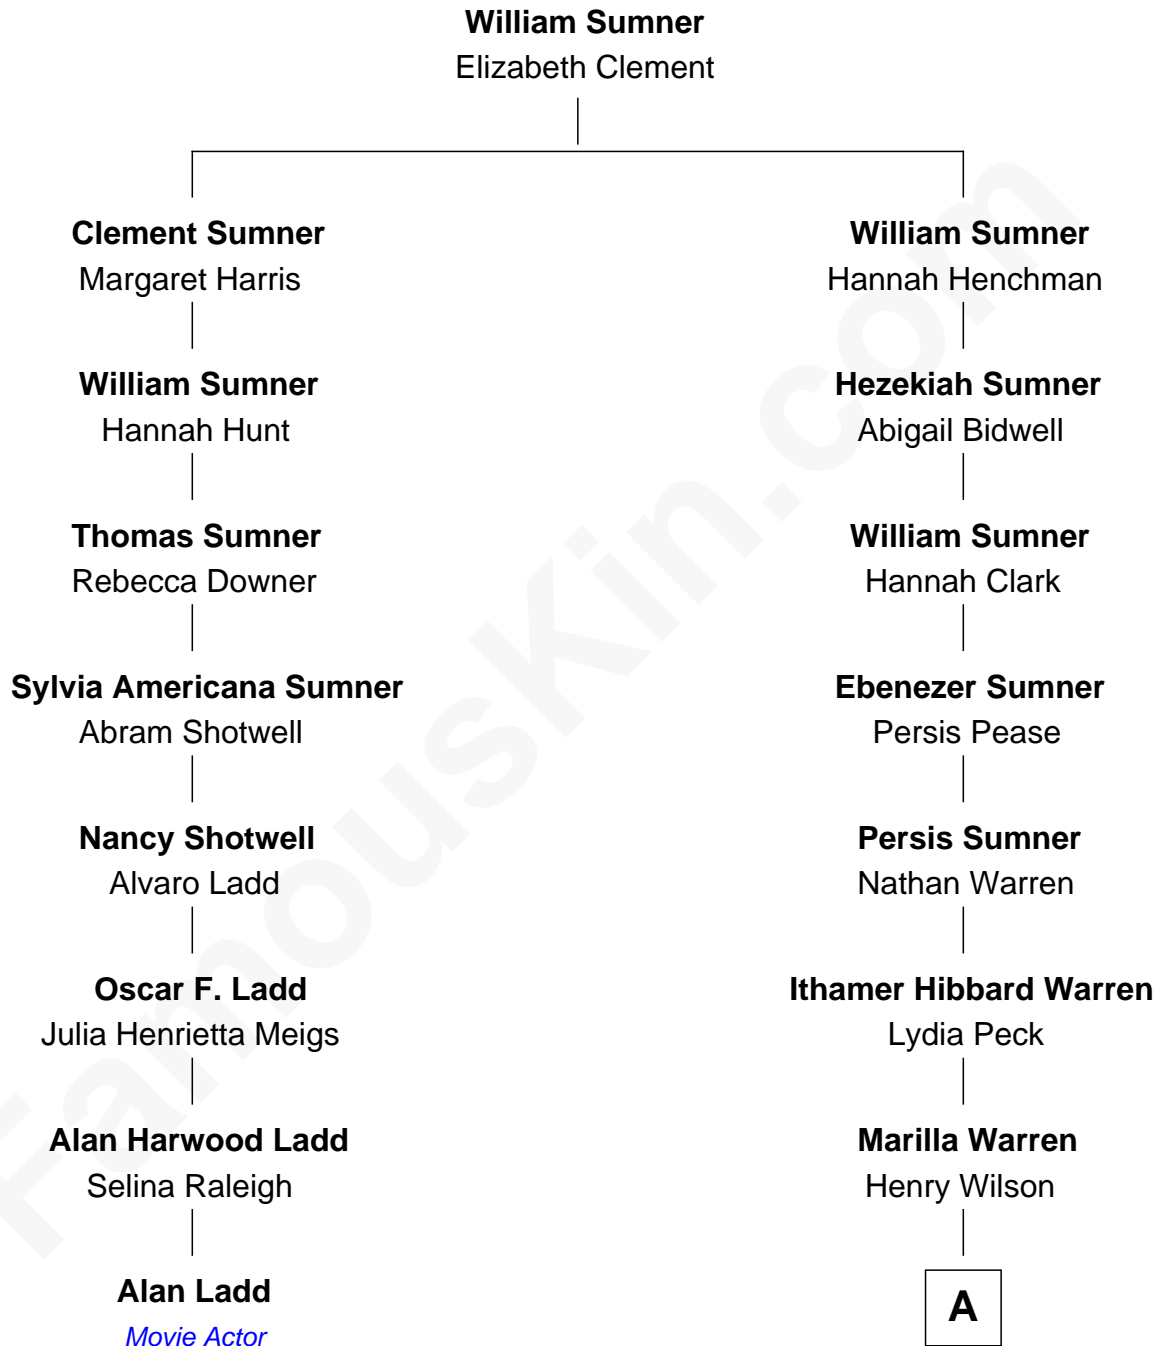 William Sumner
Elizabeth Clement
Clement Sumner
Margaret Harris
William Sumner
Hannah Henchman
William Sumner
Hannah Hunt
Hezekiah Sumner
Abigail Bidwell
Thomas Sumner
Rebecca Downer
William Sumner
Hannah Clark
Sylvia Americana Sumner
Abram Shotwell
Ebenezer Sumner
Persis Pease
Nancy Shotwell
Alvaro Ladd
Persis Sumner
Nathan Warren
Oscar F. Ladd
Julia Henrietta Meigs
Ithamer Hibbard Warren
Lydia Peck
Alan Harwood Ladd
Selina Raleigh
Marilla Warren
Henry Wilson
Alan Ladd
Movie Actor
A
FamousKin.com